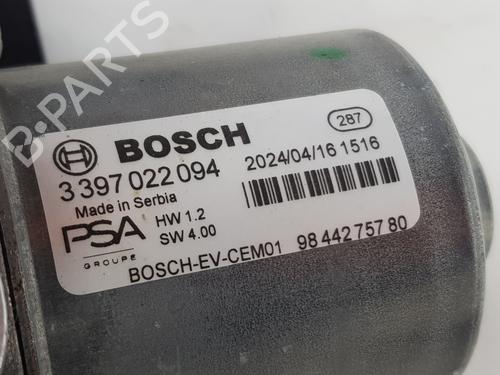 B-PARTS
BOSCH
287
3 397 022 094
2024/04/16 1516
Made in Serbia
PSA
GROUPE
HW 1.2
SW 4.00
BOSCH-EV-CEM01
98 442 757 80